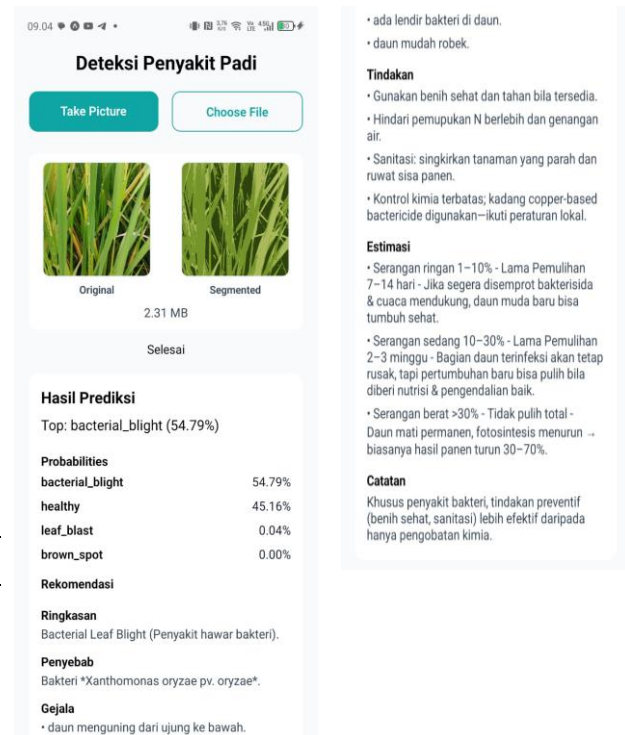 09.04
3,76 K/S
Vo LTE
4.5G
Deteksi Penyakit Padi
Take Picture
Choose File
Original
Segmented
2.31 MB
Selesai
Hasil Prediksi
Top: bacterial_blight (54.79%)
Probabilities
bacterial_blight 54.79%
healthy 45.16%
leaf_blast 0.04%
brown_spot 0.00%
Rekomendasi
Ringkasan
Bacterial Leaf Blight (Penyakit hawar bakteri).
Penyebab
Bakteri *Xanthomonas oryzae pv. oryzae*.
Gejala
• daun menguning dari ujung ke bawah.
• ada lendir bakteri di daun.
• daun mudah robek.
Tindakan
• Gunakan benih sehat dan tahan bila tersedia.
• Hindari pemupukan N berlebih dan genangan
air.
• Sanitasi: singkirkan tanaman yang parah dan
ruwat sisa panen.
• Kontrol kimia terbatas; kadang copper-based
bactericide digunakan—ikuti peraturan lokal.
Estimasi
• Serangan ringan 1–10% - Lama Pemulihan
7–14 hari - Jika segera disemprot bakterisida
& cuaca mendukung, daun muda baru bisa
tumbuh sehat.
• Serangan sedang 10–30% - Lama Pemulihan
2–3 minggu - Bagian daun terinfeksi akan tetap
rusak, tapi pertumbuhan baru bisa pulih bila
diberi nutrisi & pengendalian baik.
• Serangan berat >30% - Tidak pulih total -
Daun mati permanen, fotosintesis menurun →
biasanya hasil panen turun 30–70%.
Catatan
Khusus penyakit bakteri, tindakan preventif
(benih sehat, sanitasi) lebih efektif daripada
hanya pengobatan kimia.